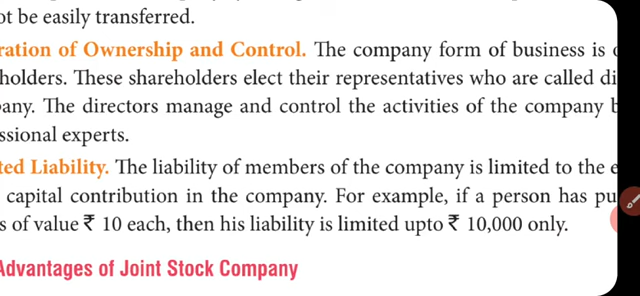 ot be easily transferred.
ration of Ownership and Control. The company form of business is
holders. These shareholders elect their representatives who are called di
pany. The directors manage and control the activities of the company b
ssional experts.
ted Liability. The liability of members of the company is limited to the e
capital contribution in the company. For example, if a person has pu
s of value ₹ 10 each, then his liability is limited upto ₹ 10,000 only.
Advantages of Joint Stock Company